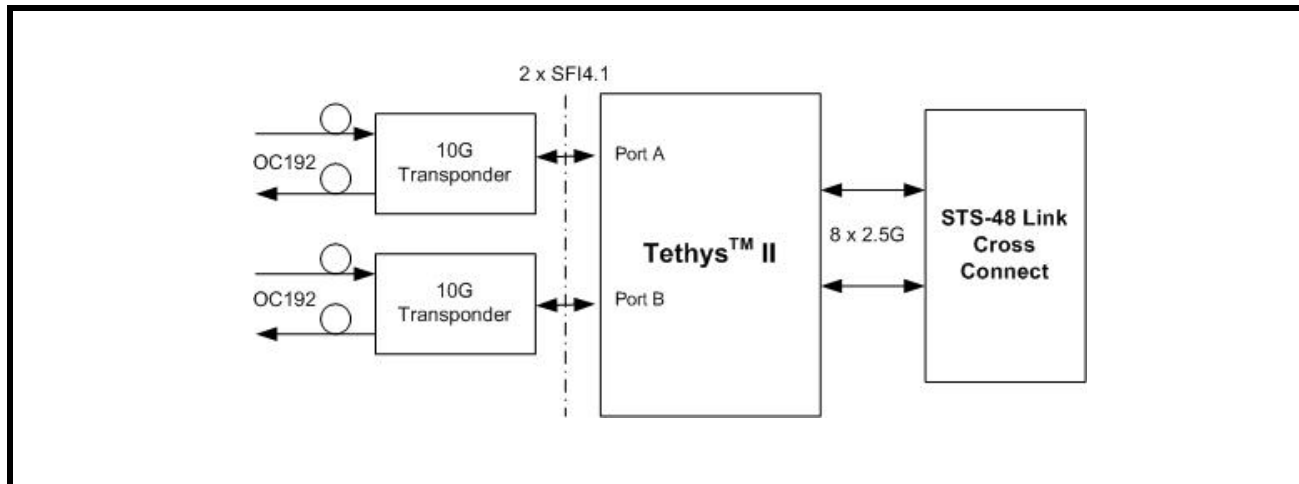 2 x SFI4.1
OC192
10G
Transponder
Port A
OC192
10G
Transponder
Port B
Tethys™ II
8 x 2.5G
STS-48 Link
Cross
Connect